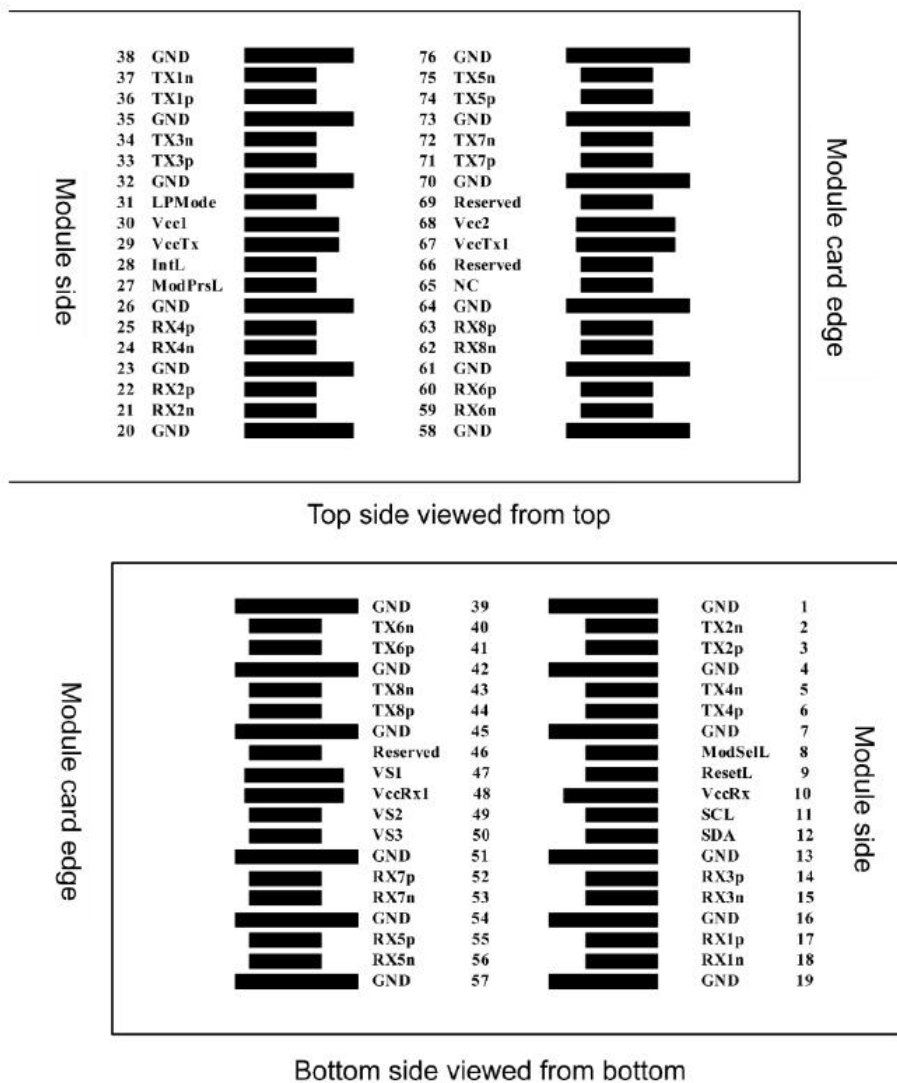 38 GND 76 GND
37 TX1n 75 TX5n
36 TX1p 74 TX5p
35 GND 73 GND
34 TX3n 72 TX7n
33 TX3p 71 TX7p
32 GND 70 GND
31 LPMode 69 Reserved
30 Vcc1 68 Vcc2
29 VccTx 67 VccTx1
28 IntL 66 Reserved
27 ModPrsL 65 NC
26 GND 64 GND
25 RX4p 63 RX8p
24 RX4n 62 RX8n
23 GND 61 GND
22 RX2p 60 RX6p
21 RX2n 59 RX6n
20 GND 58 GND
Module side
Module card edge
Top side viewed from top
GND 39 GND 1
TX6n 40 TX2n 2
TX6p 41 TX2p 3
GND 42 GND 4
TX8n 43 TX4n 5
TX8p 44 TX4p 6
GND 45 GND 7
Reserved 46 ModSelL 8
VS1 47 ResetL 9
VccRx1 48 VccRx 10
VS2 49 SCL 11
VS3 50 SDA 12
GND 51 GND 13
RX7p 52 RX3p 14
RX7n 53 RX3n 15
GND 54 GND 16
RX5p 55 RX1p 17
RX5n 56 RX1n 18
GND 57 GND 19
Module card edge
Module side
Bottom side viewed from bottom